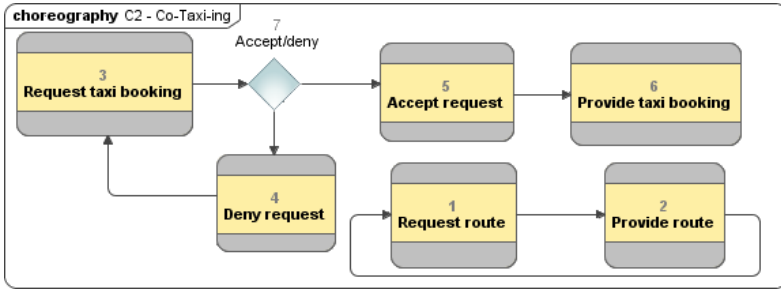 choreography C2 - Co-Taxi-ing
7
Accept/deny
3
Request taxi booking
5
Accept request
6
Provide taxi booking
4
Deny request
1
Request route
2
Provide route